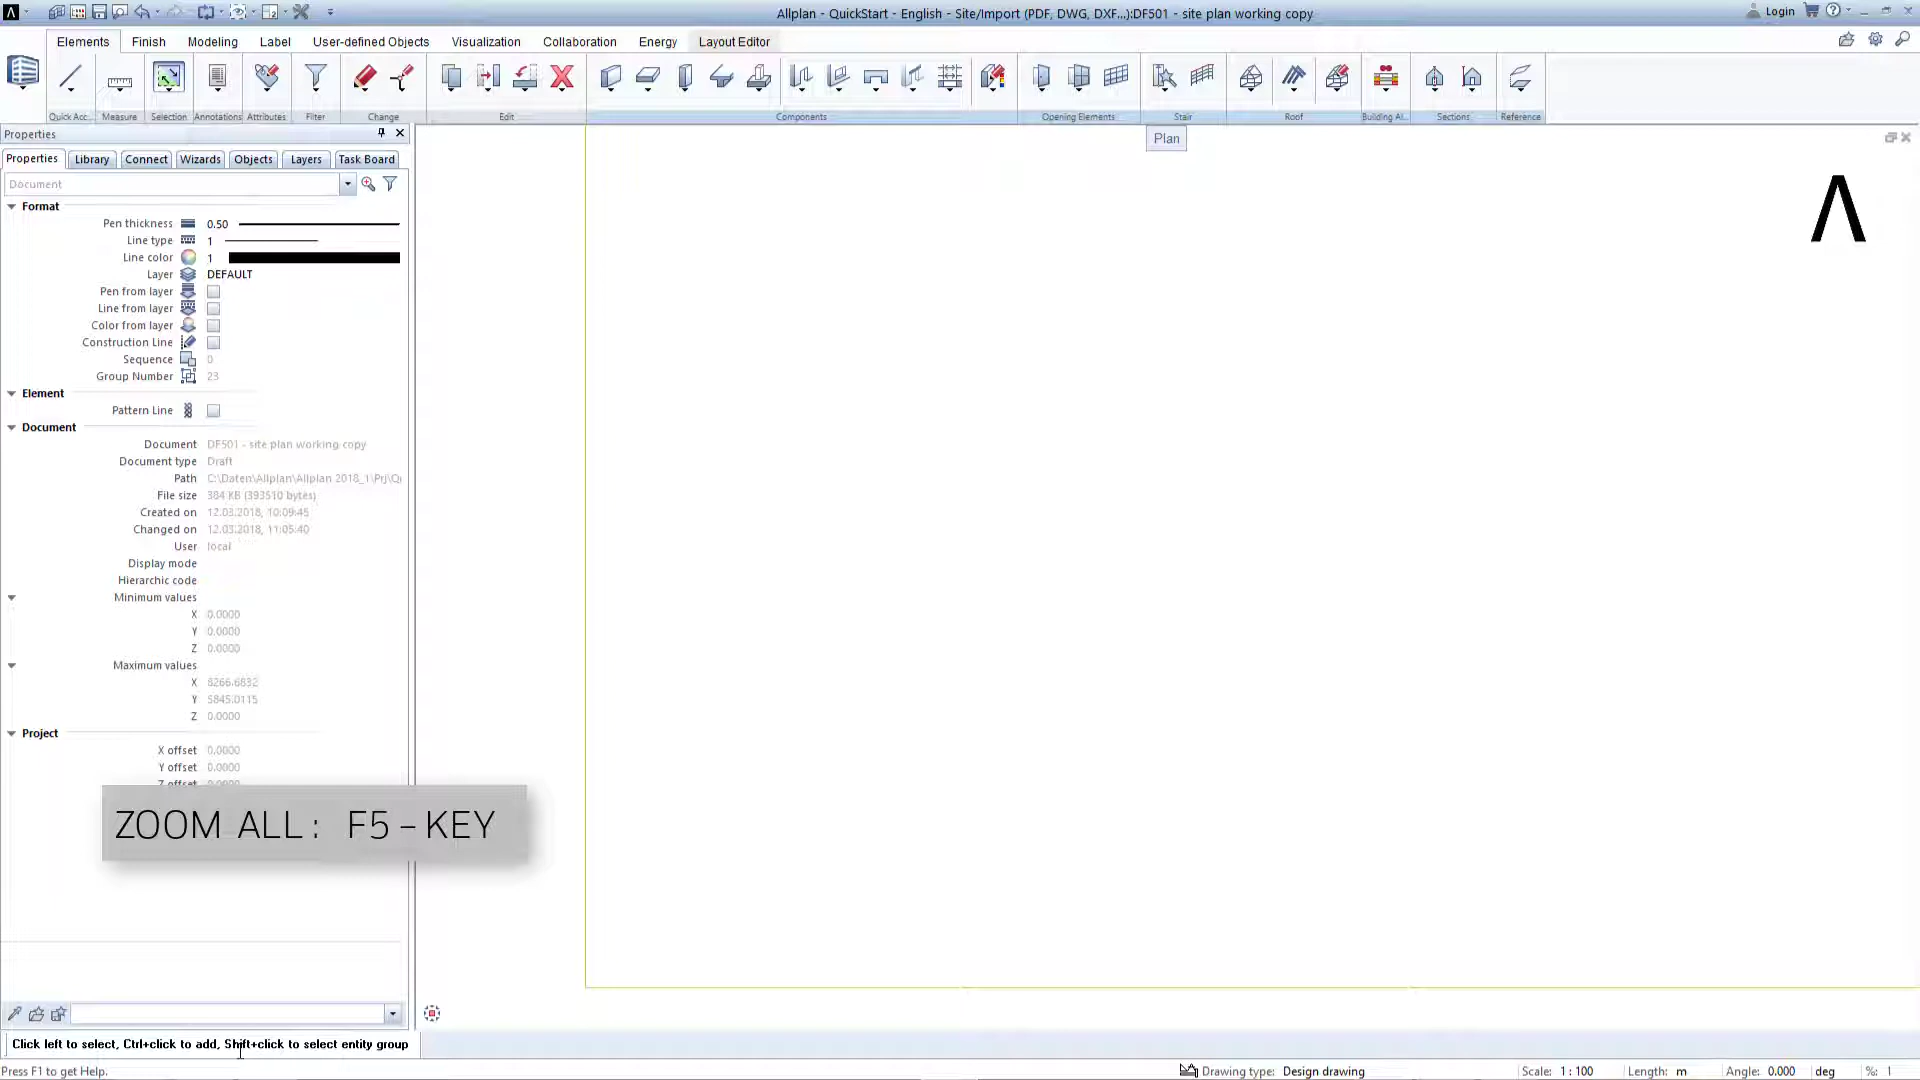 Allplan - QuickStart - English - Site/Import (PDF, DWG, DXF...):DF501 - site plan working copy
Login
Elements Finish Modeling Label User-defined Objects Visualization Collaboration Energy Layout Editor
Quick Acc... Measure Selection Annotations Attributes Filter Change Edit Components Opening Elements Stair Roof Building Al... Sections Reference
Properties
Plan
Properties Library Connect Wizards Objects Layers Task Board
Document
Format
Pen thickness 0.50
Line type 1
Line color 1
Layer DEFAULT
Pen from layer
Line from layer
Color from layer
Construction Line
Sequence 0
Group Number 23
Element
Pattern Line
Document
Document DF501 - site plan working copy
Document type Draft
Path C:\Daten\Allplan\Allplan 2018_1\Prj\Q
File size 384 KB (393510 bytes)
Created on 12.03.2018, 10:09:45
Changed on 12.03.2018, 11:05:40
User local
Display mode
Hierarchic code
Minimum values
X 0.0000
Y 0.0000
Z 0.0000
Maximum values
X 8266.6832
Y 5845.0115
Z 0.0000
Project
X offset 0.0000
Y offset 0.0000
Z offset 0.0000
ZOOM ALL : F5 – KEY
Click left to select, Ctrl+click to add, Shift+click to select entity group
Press F1 to get Help.
Drawing type: Design drawing Scale: 1 : 100 Length: m Angle: 0.000 deg %: 1